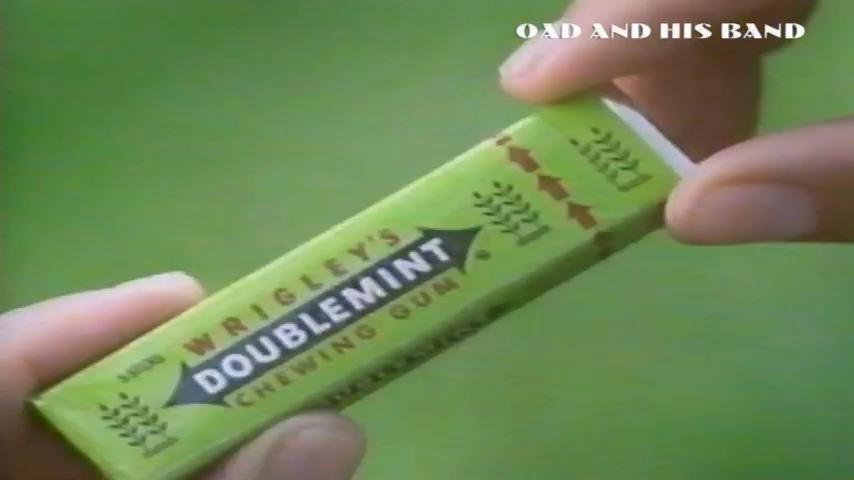 OAD AND HIS BAND
WRIGLEY'S
DOUBLEMINT
CHEWING GUM
®